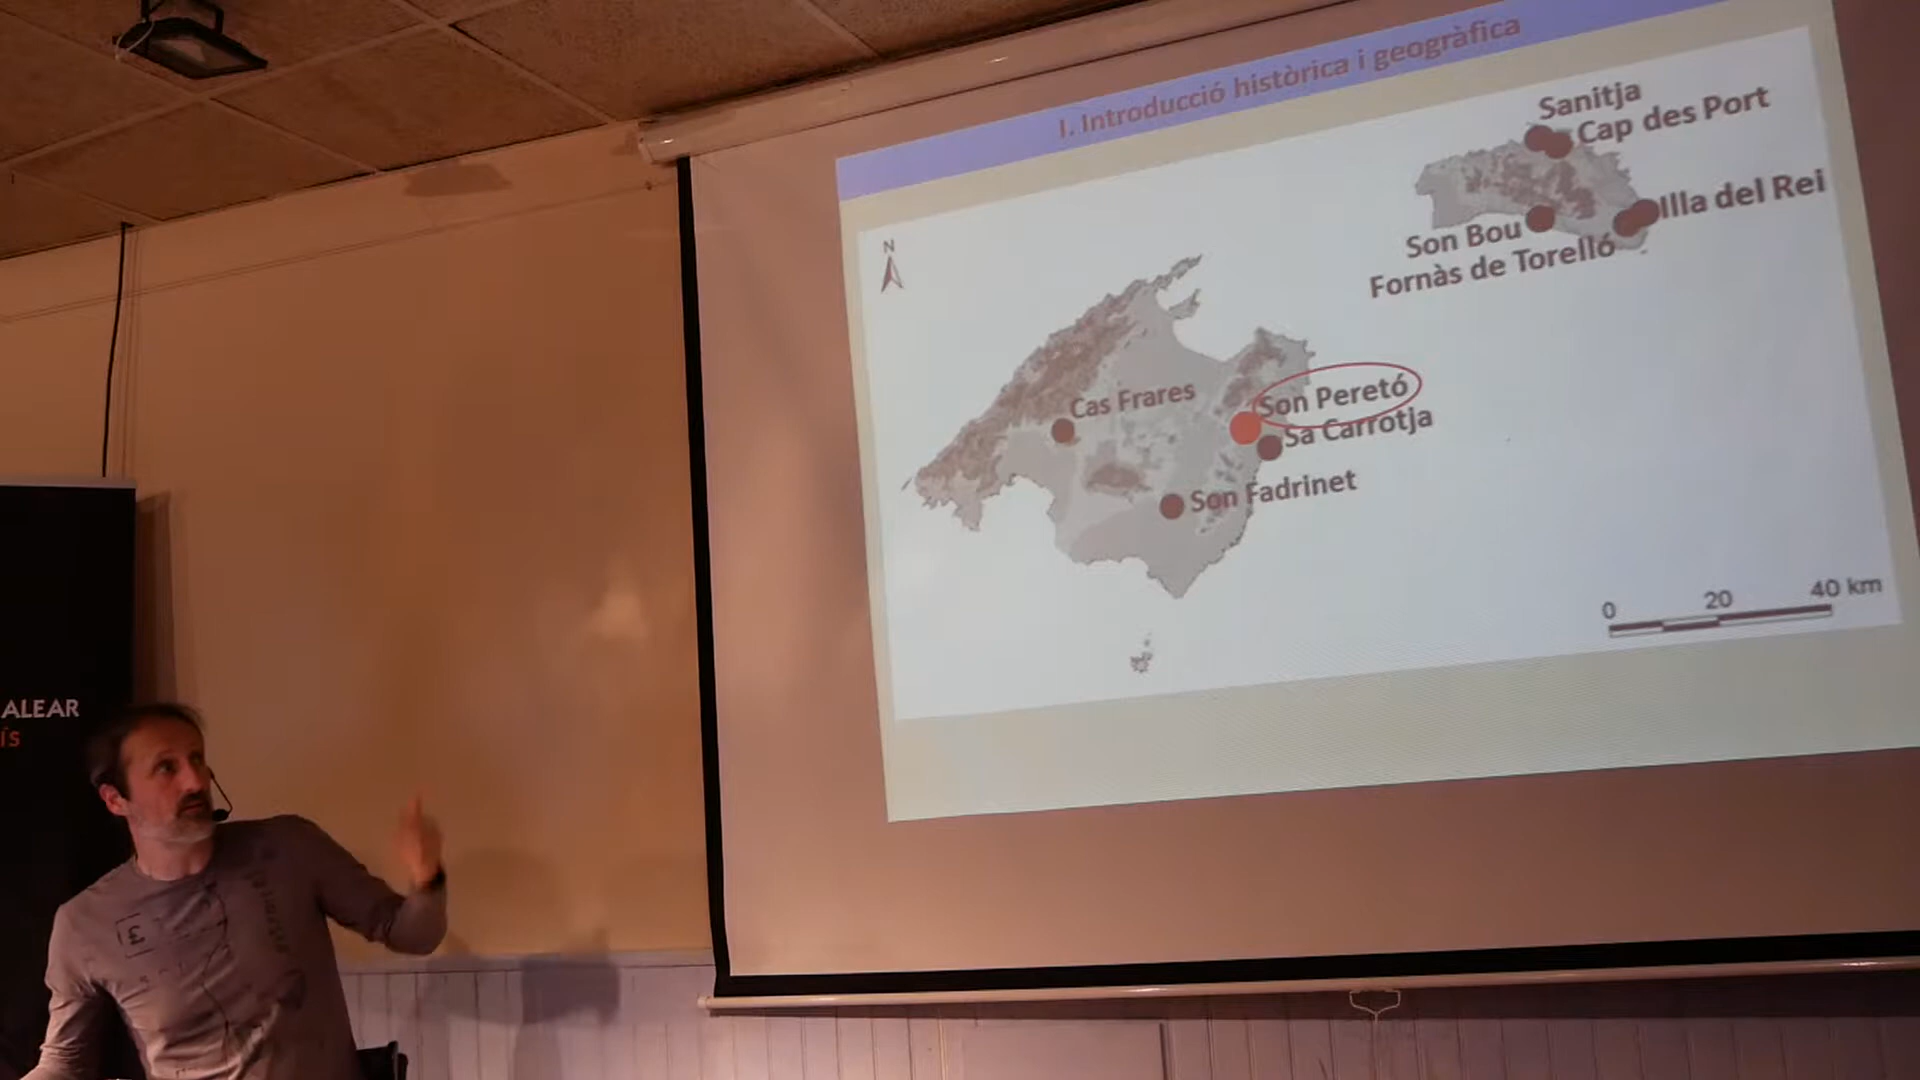 I. Introducció històrica i geogràfica
Sanitja
Cap des Port
Illa del Rei
Son Bou
Fornàs de Torelló
N
Cas Frares
Son Peretó
Sa Carrotja
Son Fadrinet
0 20 40 km
ALEAR
ÍS